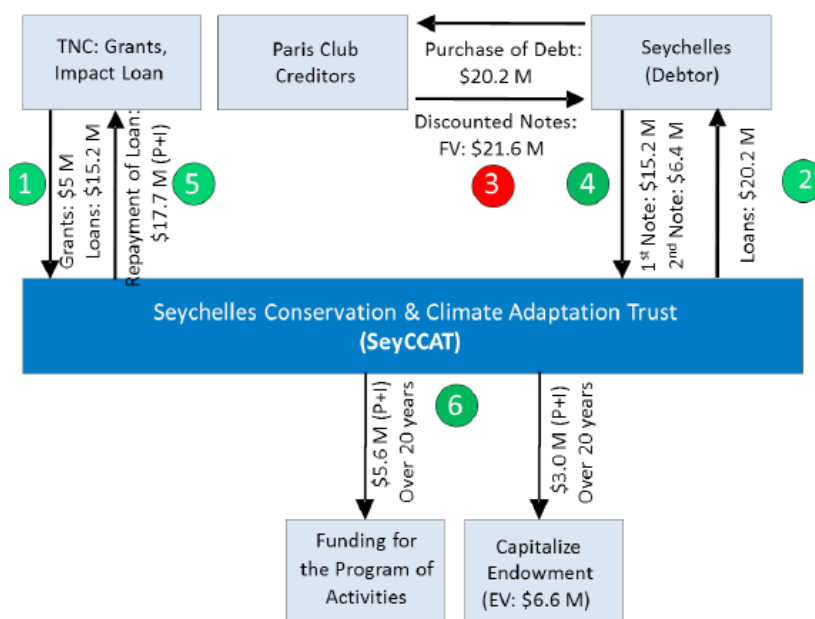 TNC: Grants,
Impact Loan
Paris Club
Creditors
Purchase of Debt:
$20.2 M
Discounted Notes:
FV: $21.6 M
Seychelles
(Debtor)
1
Grants: $5 M
Loans: $15.2 M
Repayment of Loan:
$17.7 M (P+I)
5
3
4
1st Note: $15.2 M
2nd Note: $6.4 M
Loans: $20.2 M
2
Seychelles Conservation & Climate Adaptation Trust
(SeyCCAT)
$5.6 M (P+I)
Over 20 years
6
$3.0 M (P+I)
Over 20 years
Funding for
the Program of
Activities
Capitalize
Endowment
(EV: $6.6 M)